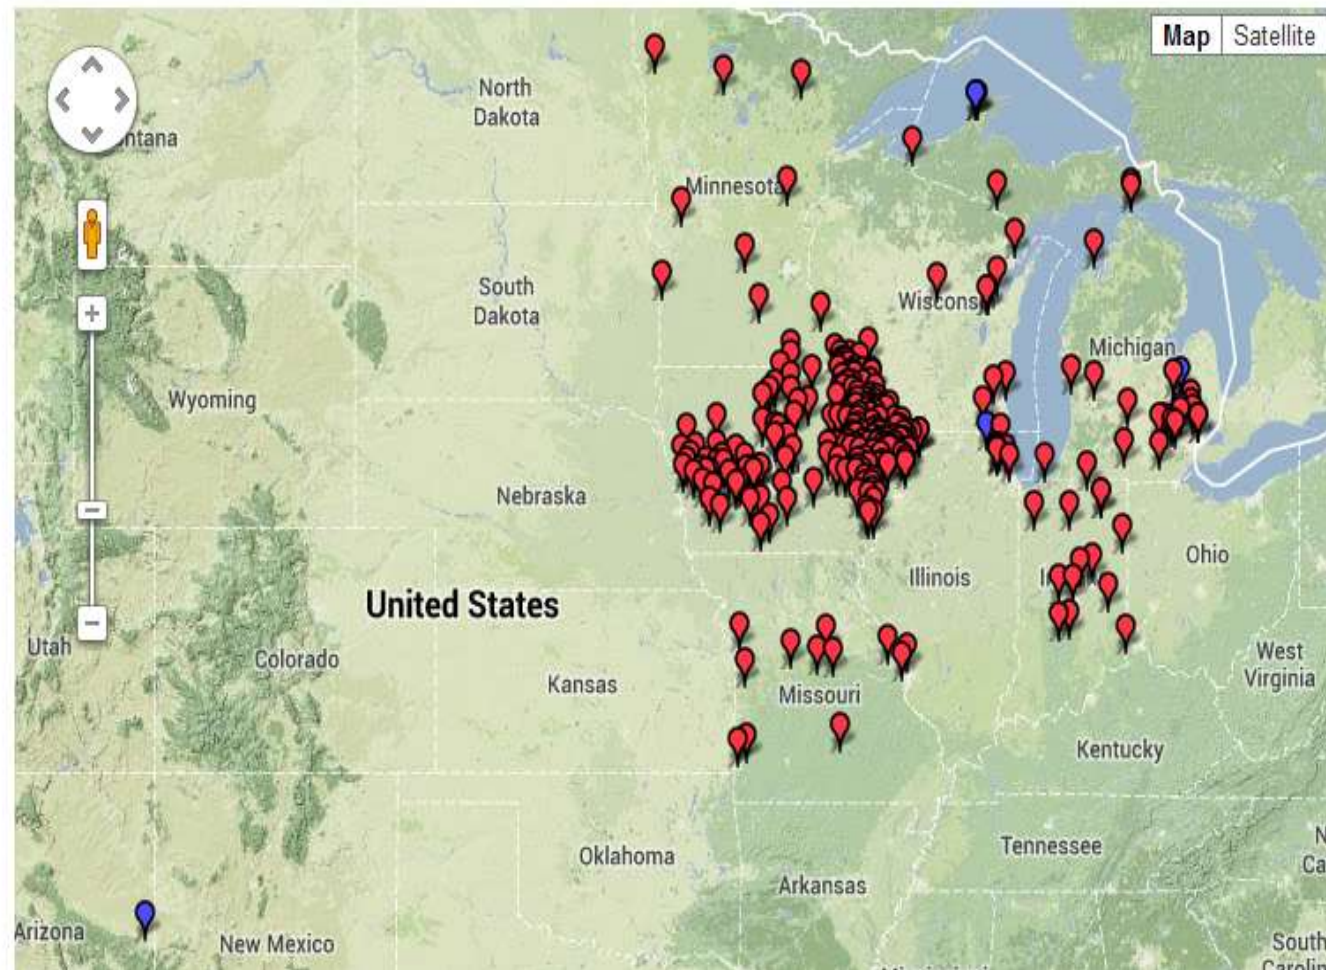 Map Satellite
North
Dakota
ntana
Minnesota
South
Dakota
Wisconsi
Michigan
Wyoming
Nebraska
Ohio
Illinois
United States
Utah
Colorado
West
Virginia
Kansas
Missouri
Kentucky
Tennessee
Oklahoma
Arkansas
N
Ca
Arizona
New Mexico
South